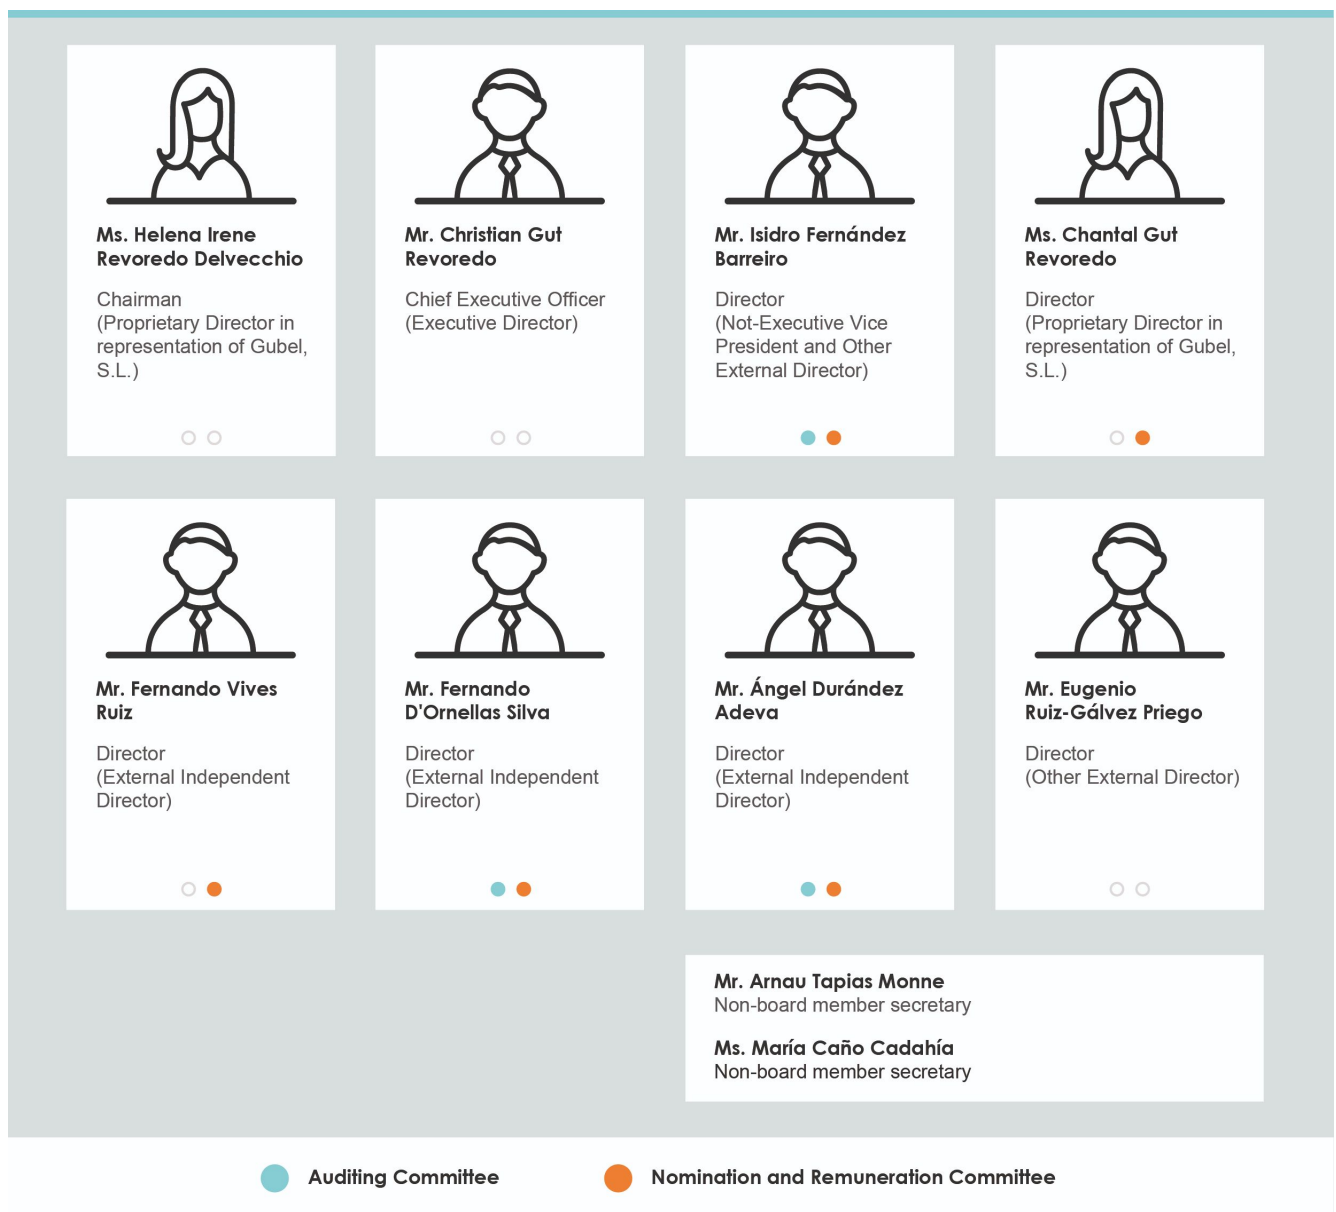 Ms. Helena Irene
Revoredo Delvecchio
Chairman
(Proprietary Director in
representation of Gubel,
S.L.)
Mr. Christian Gut
Revoredo
Chief Executive Officer
(Executive Director)
Mr. Isidro Fernández
Barreiro
Director
(Not-Executive Vice
President and Other
External Director)
Ms. Chantal Gut
Revoredo
Director
(Proprietary Director in
representation of Gubel,
S.L.)
Mr. Fernando Vives
Ruiz
Director
(External Independent
Director)
Mr. Fernando
D'Ornellas Silva
Director
(External Independent
Director)
Mr. Ángel Durández
Adeva
Director
(External Independent
Director)
Mr. Eugenio
Ruiz-Gálvez Priego
Director
(Other External Director)
Mr. Arnau Tapias Monne
Non-board member secretary
Ms. María Caño Cadahía
Non-board member secretary
Auditing Committee
Nomination and Remuneration Committee